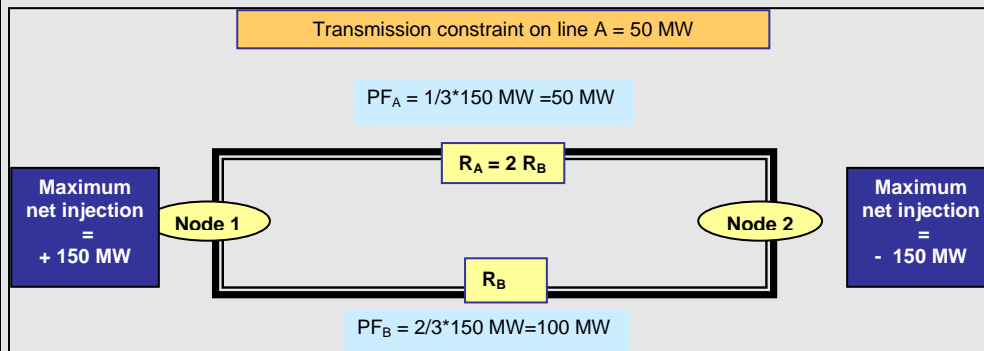 Transmission constraint on line A = 50 MW
PF_A = 1/3*150 MW =50 MW
R_A = 2 R_B
Maximum
net injection
=
+ 150 MW
Node 1
Node 2
Maximum
net injection
=
- 150 MW
R_B
PF_B = 2/3*150 MW=100 MW